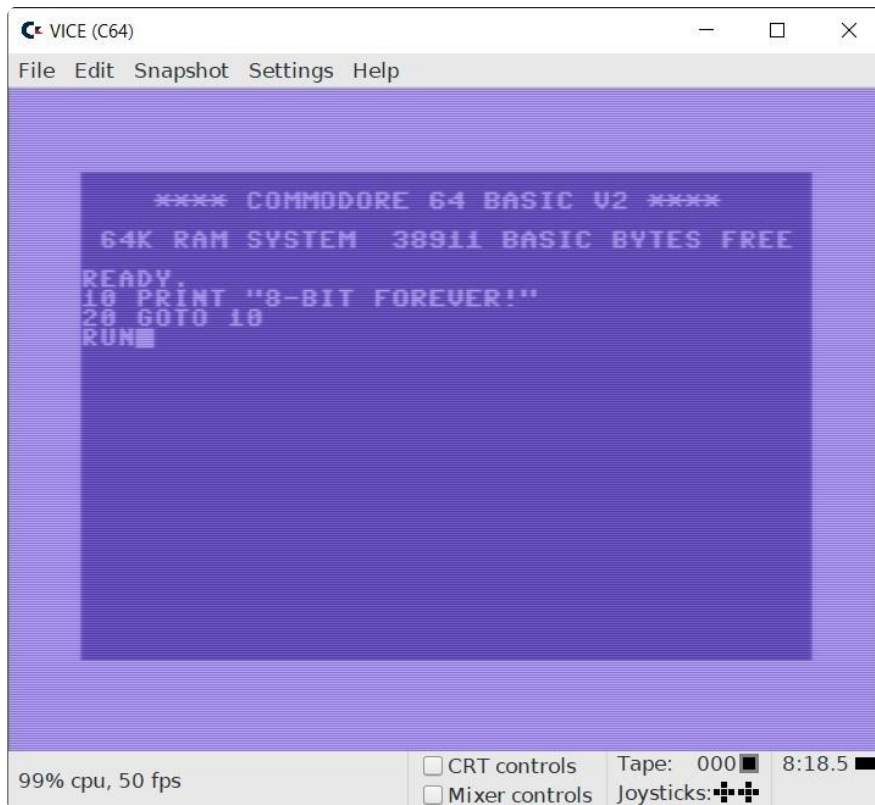 VICE (C64)
File Edit Snapshot Settings Help
**** COMMODORE 64 BASIC V2 ****
64K RAM SYSTEM 38911 BASIC BYTES FREE
READY.
10 PRINT "8-BIT FOREVER!"
20 GOTO 10
RUN
99% cpu, 50 fps
CRT controls
Mixer controls
Tape: 000
Joysticks:
8:18.5